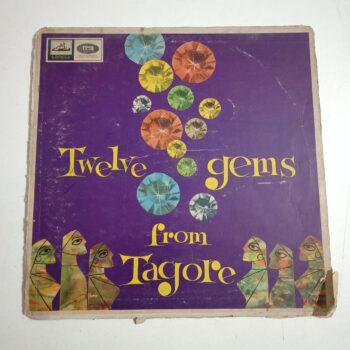 Twelve gems
from
Tagore